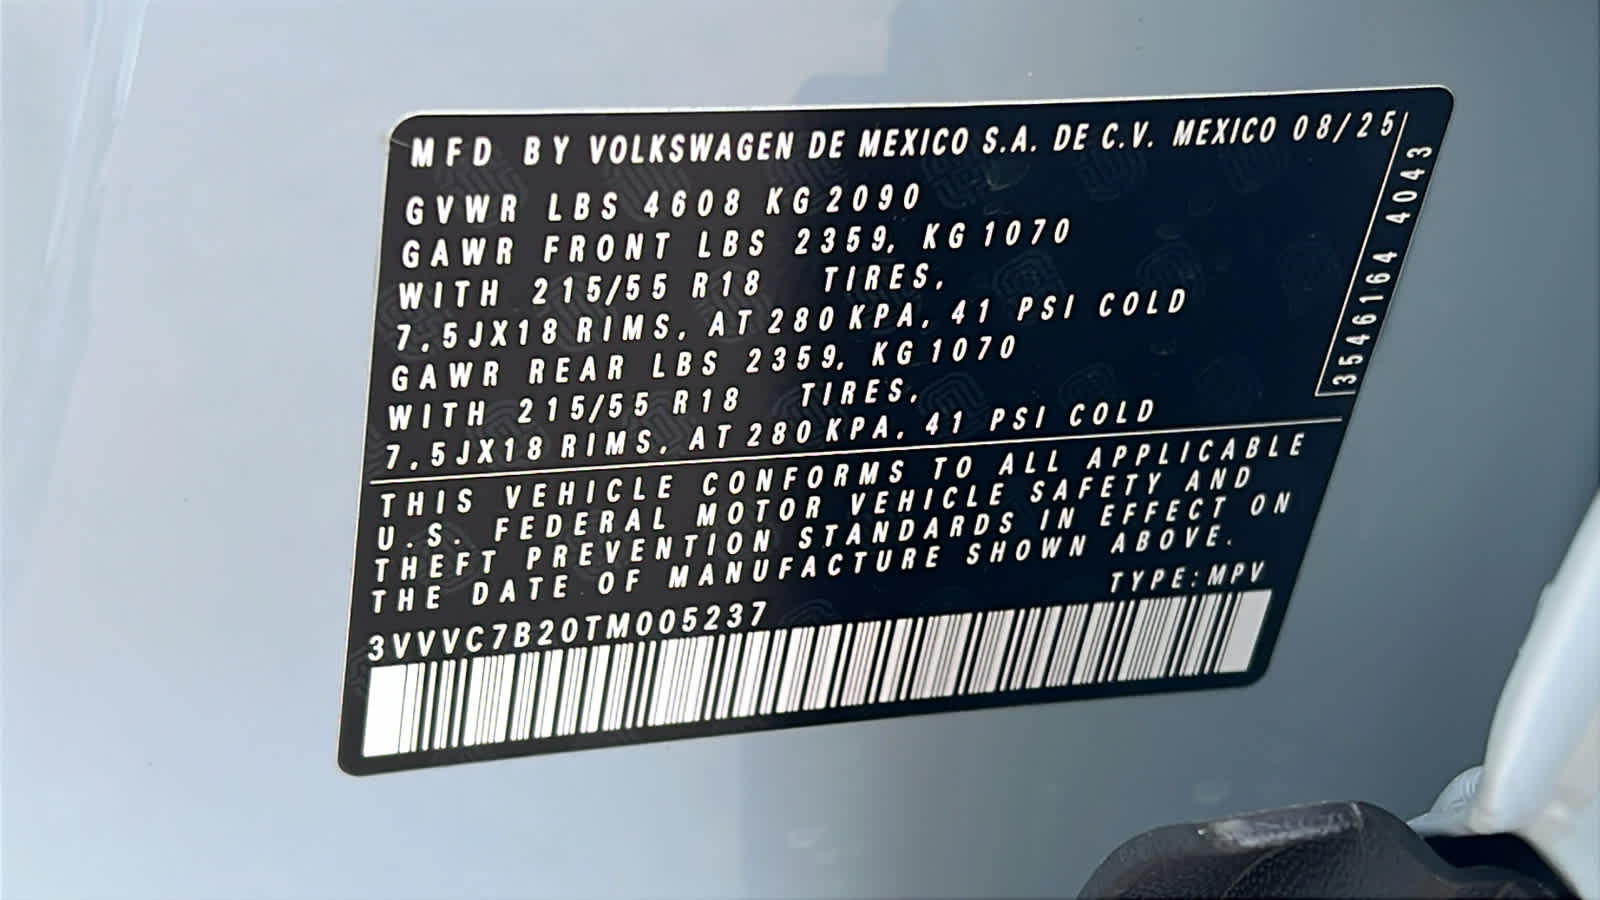 MFD BY VOLKSWAGEN DE MEXICO S.A. DE C.V. MEXICO 08/25
GVWR LBS 4608 KG 2090
GAWR FRONT LBS 2359, KG 1070
WITH 215/55 R18 TIRES,
7.5JX18 RIMS, AT 280 KPA, 41 PSI COLD
GAWR REAR LBS 2359, KG 1070
WITH 215/55 R18 TIRES,
7.5JX18 RIMS, AT 280 KPA, 41 PSI COLD
3546164 4043
THIS VEHICLE CONFORMS TO ALL APPLICABLE
U.S. FEDERAL MOTOR VEHICLE SAFETY AND
THEFT PREVENTION STANDARDS IN EFFECT ON
THE DATE OF MANUFACTURE SHOWN ABOVE.
TYPE:MPV
3VVVC7B20TM005237